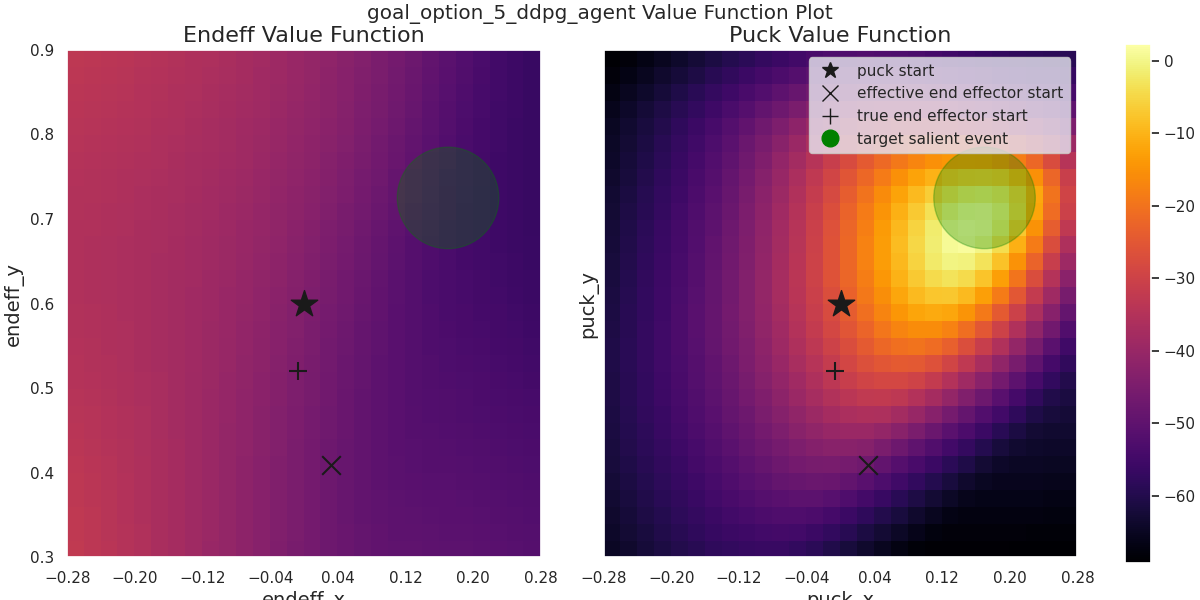 goal_option_5_ddpg_agent Value Function Plot
Endeff Value Function
0.9
0.8
0.7
0.6
0.5
0.4
0.3
endeff_y
−0.28 −0.20 −0.12 −0.04 0.04 0.12 0.20 0.28
endeff_x
Puck Value Function
puck start
effective end effector start
true end effector start
target salient event
puck_y
−0.28 −0.20 −0.12 −0.04 0.04 0.12 0.20 0.28
puck_x
0
−10
−20
−30
−40
−50
−60